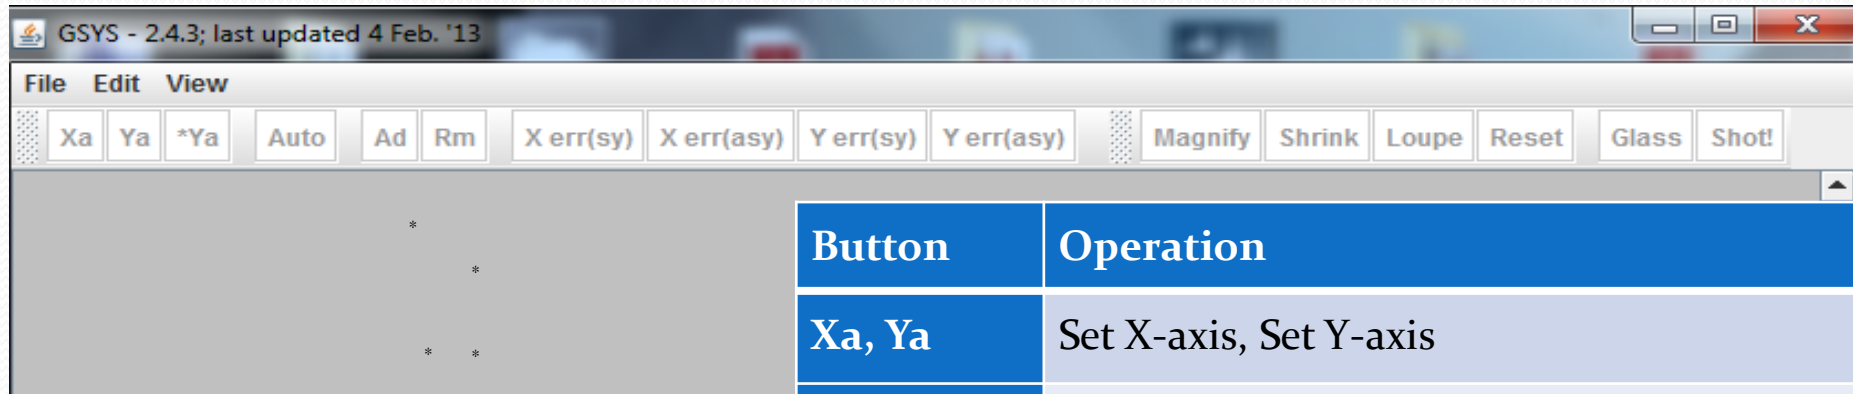 GSYS - 2.4.3; last updated 4 Feb. '13
File Edit View
Xa Ya *Ya Auto Ad Rm X err(sy) X err(asy) Y err(sy) Y err(asy) Magnify Shrink Loupe Reset Glass Shot!
*
*
* *
Button Operation
Xa, Ya Set X-axis, Set Y-axis